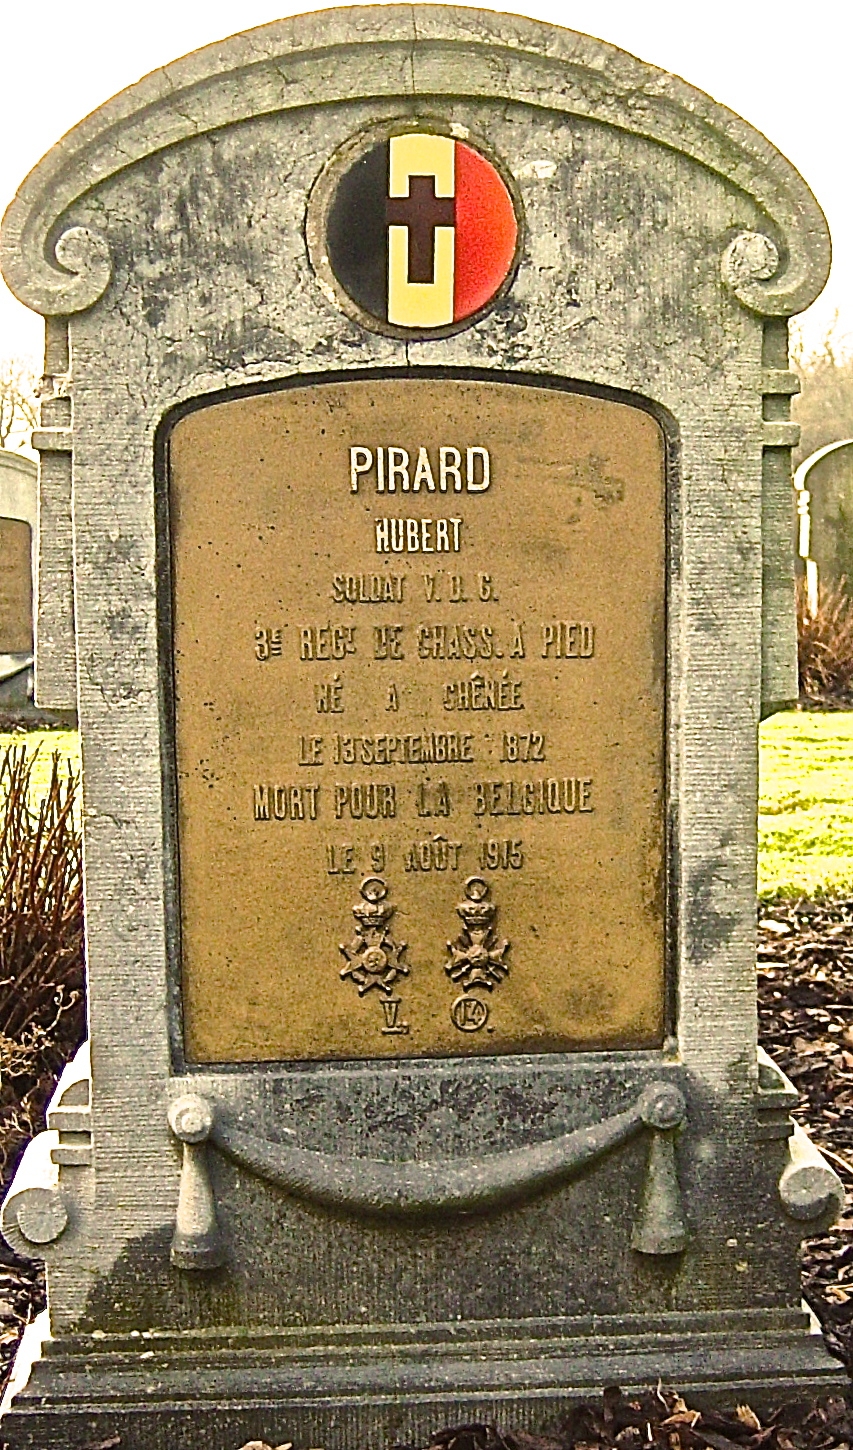 PIRARD
HUBERT
SOLDAT V. D. G.
3E REGT DE CHASS. A PIED
NÉ A CHÊNÉE
LE 13 SEPTEMBRE 1872
MORT POUR LA BELGIQUE
LE 9 AOÛT 1915
V. 14.